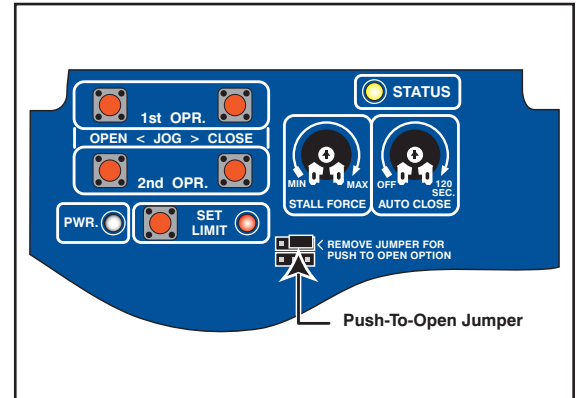 STATUS
1st OPR.
OPEN < JOG > CLOSE
2nd OPR.
MIN MAX
STALL FORCE
OFF 120 SEC.
AUTO CLOSE
PWR.
SET LIMIT
< REMOVE JUMPER FOR
PUSH TO OPEN OPTION
Push-To-Open Jumper